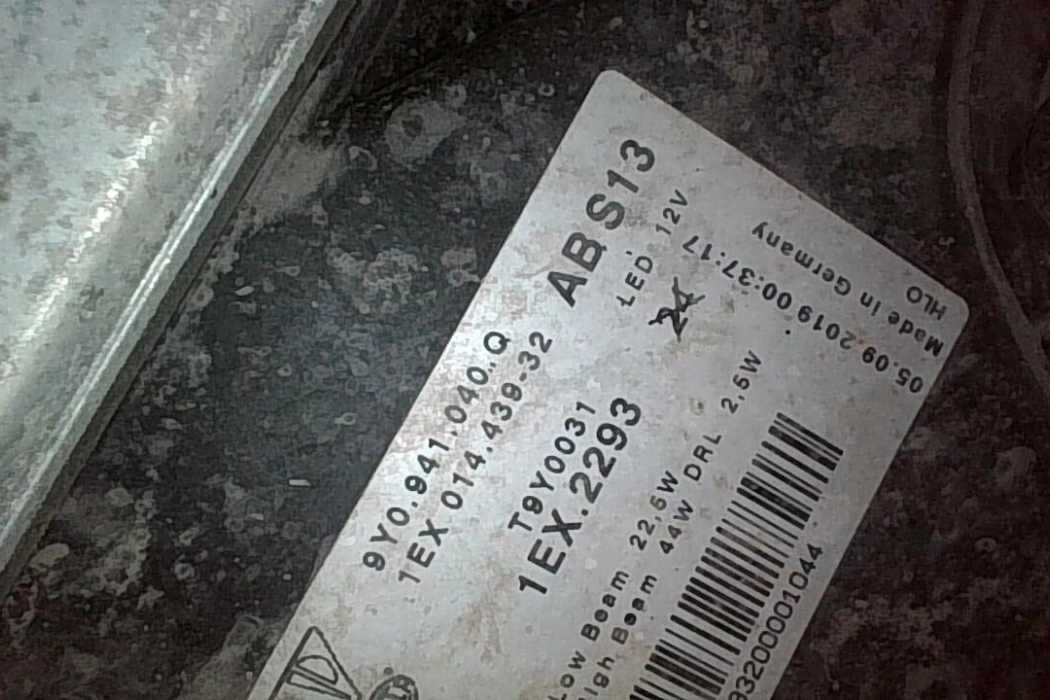 9Y0.941.040.Q
1EX 014.439-32
ABS13
T9Y0031
LED: 12V
1EX.2293
Low Beam 22,5W
High Beam 44W DRL 2,5W
93200001044
05.09.2019 00:37:17
Made in Germany
HLO